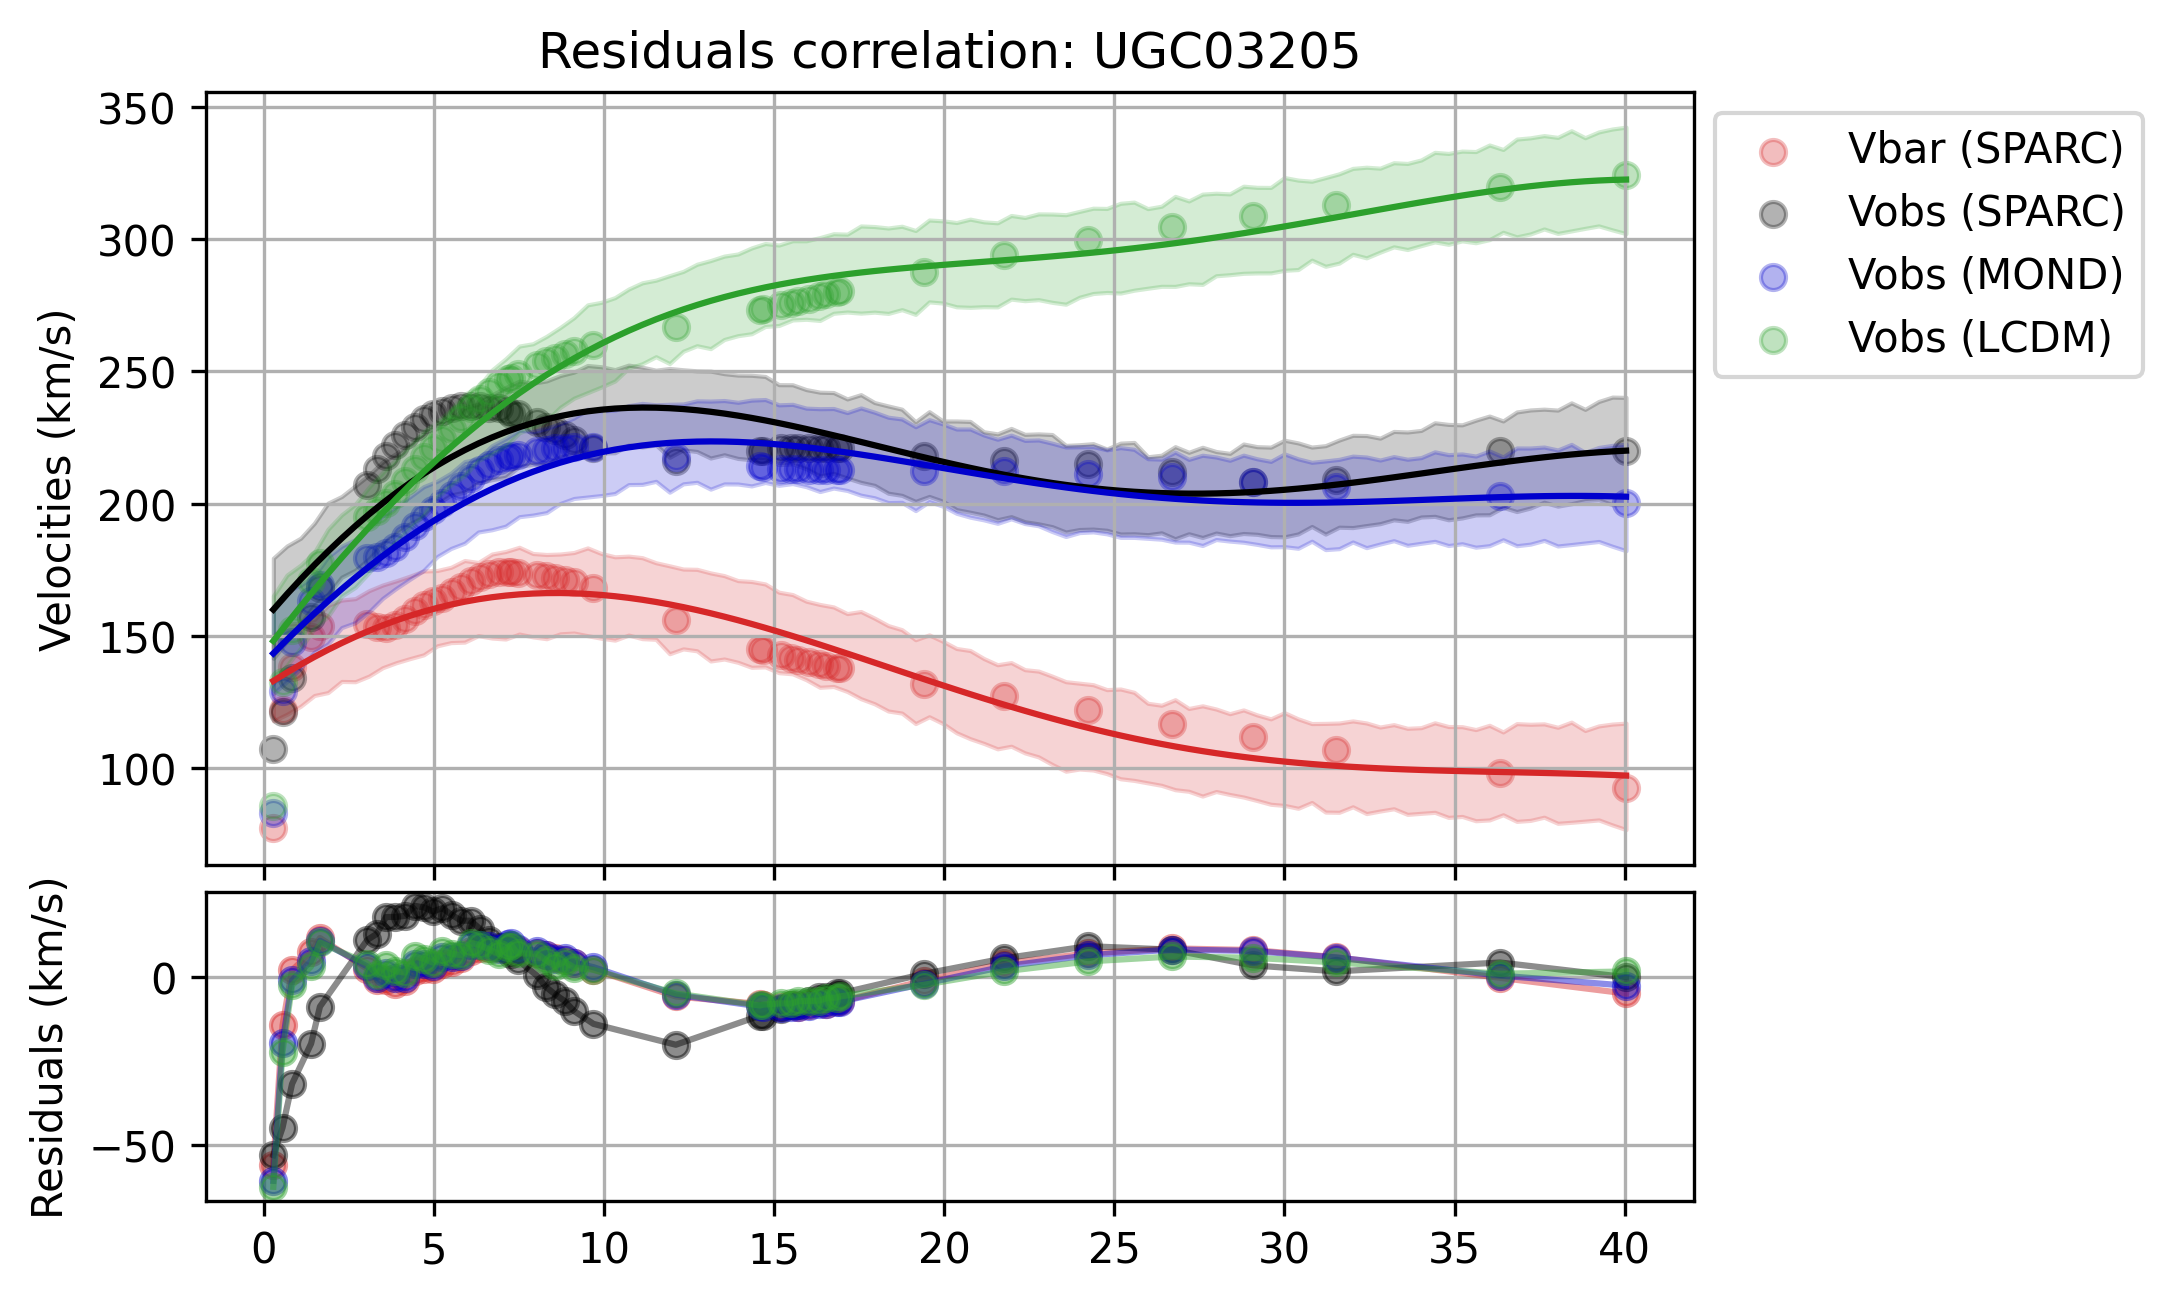 Residuals correlation: UGC03205
Velocities (km/s)
350
300
250
200
150
100
Vbar (SPARC)
Vobs (SPARC)
Vobs (MOND)
Vobs (LCDM)
Residuals (km/s)
0
−50
0 5 10 15 20 25 30 35 40